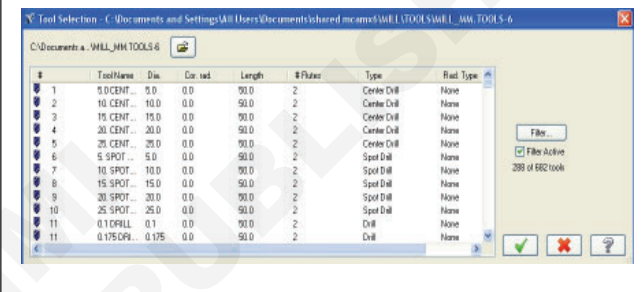 Tool Selection - C:\Documents and Settings\All Users\Documents\shared mcamx6\MILL\TOOLS\MILL_MM.TOOLS-6
C:\Documents a...\MILL_MM.TOOLS-6
# Tool Name Dia. Cor. rad. Length # Flutes Type Rad. Type
1 5.0 CENT... 5.0 0.0 50.0 2 Center Drill None
2 10. CENT... 10.0 0.0 50.0 2 Center Drill None
3 15. CENT... 15.0 0.0 50.0 2 Center Drill None
4 20. CENT... 20.0 0.0 50.0 2 Center Drill None
5 25. CENT... 25.0 0.0 50.0 2 Center Drill None
6 5. SPOT ... 5.0 0.0 50.0 2 Spot Drill None
7 10. SPOT... 10.0 0.0 50.0 2 Spot Drill None
8 15. SPOT... 15.0 0.0 50.0 2 Spot Drill None
9 20. SPOT... 20.0 0.0 50.0 2 Spot Drill None
10 25. SPOT... 25.0 0.0 50.0 2 Spot Drill None
11 0.1 DRILL 0.1 0.0 50.0 2 Drill None
11 0.175 DRI... 0.175 0.0 50.0 2 Drill None
Filter...
Filter Active
288 of 682 tools